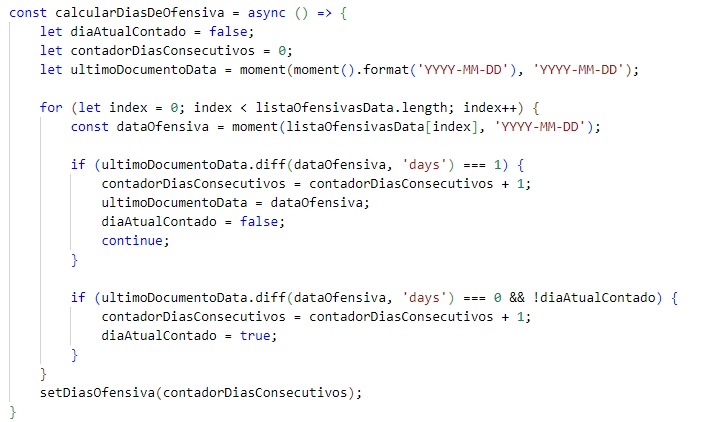 const calcularDiasDeOfensiva = async () => {
    let diaAtualContado = false;
    let contadorDiasConsecutivos = 0;
    let ultimoDocumentoData = moment(moment().format('YYYY-MM-DD'), 'YYYY-MM-DD');

    for (let index = 0; index < listaOfensivasData.length; index++) {
        const dataOfensiva = moment(listaOfensivasData[index], 'YYYY-MM-DD');

        if (ultimoDocumentoData.diff(dataOfensiva, 'days') === 1) {
            contadorDiasConsecutivos = contadorDiasConsecutivos + 1;
            ultimoDocumentoData = dataOfensiva;
            diaAtualContado = false;
            continue;
        }

        if (ultimoDocumentoData.diff(dataOfensiva, 'days') === 0 && !diaAtualContado) {
            contadorDiasConsecutivos = contadorDiasConsecutivos + 1;
            diaAtualContado = true;
        }
    }
    setDiasOfensiva(contadorDiasConsecutivos);
}